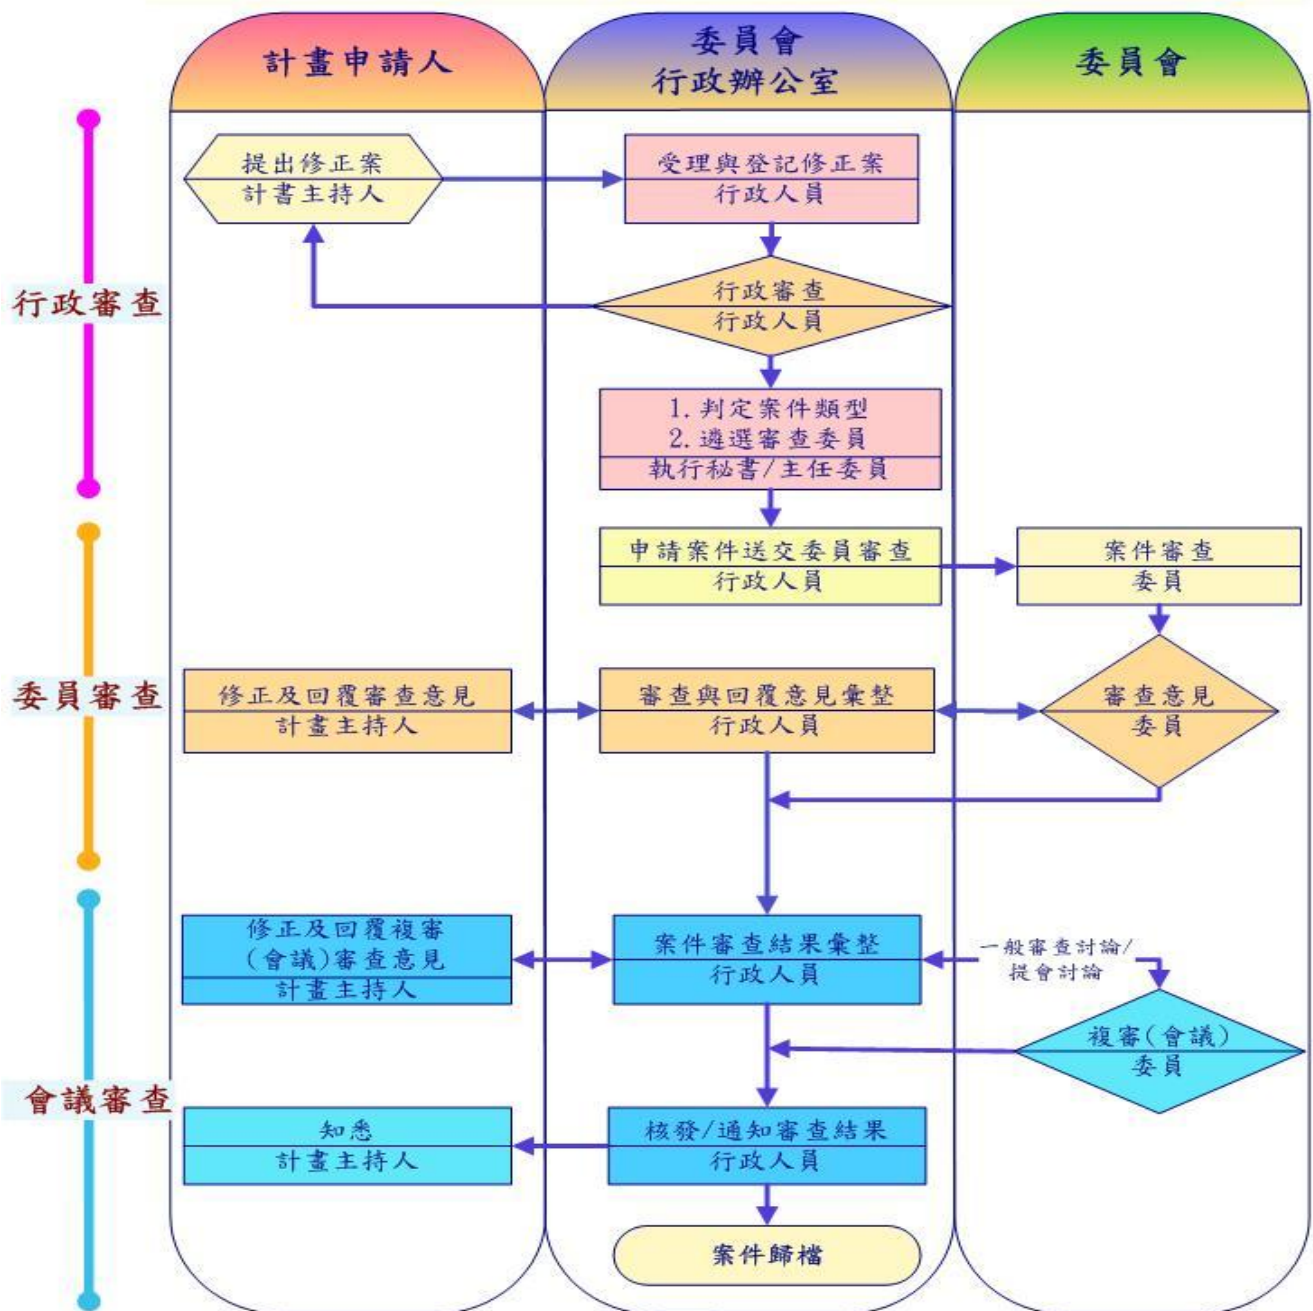 計畫申請人
委員會
行政辦公室
委員會
行政審查
提出修正案
計書主持人
受理與登記修正案
行政人員
行政審查
行政人員
1. 判定案件類型
2. 遴選審查委員
執行秘書/主任委員
委員審查
申請案件送交委員審查
行政人員
案件審查
委員
修正及回覆審查意見
計畫主持人
審查與回覆意見彙整
行政人員
審查意見
委員
會議審查
修正及回覆複審
(會議)審查意見
計畫主持人
案件審查結果彙整
行政人員
一般審查討論/
提會討論
複審(會議)
委員
知悉
計畫主持人
核發/通知審查結果
行政人員
案件歸檔